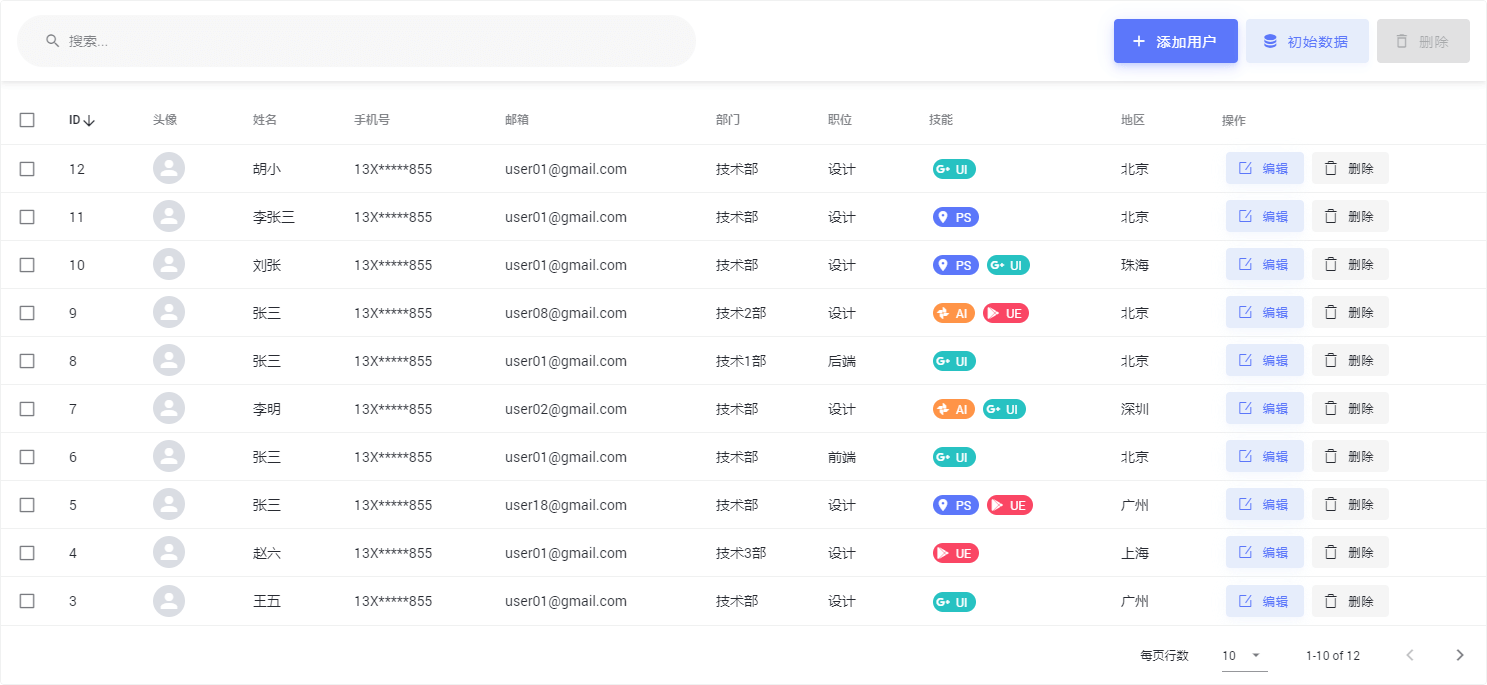 搜索...
添加用户 初始数据 删除
ID 头像 姓名 手机号 邮箱 部门 职位 技能 地区 操作
12 胡小 13X*****855 user01@gmail.com 技术部 设计 G+ UI 北京 编辑 删除
11 李张三 13X*****855 user01@gmail.com 技术部 设计 PS 北京 编辑 删除
10 刘张 13X*****855 user01@gmail.com 技术部 设计 PS G+ UI 珠海 编辑 删除
9 张三 13X*****855 user08@gmail.com 技术2部 设计 AI UE 北京 编辑 删除
8 张三 13X*****855 user01@gmail.com 技术1部 后端 G+ UI 北京 编辑 删除
7 李明 13X*****855 user02@gmail.com 技术部 设计 AI G+ UI 深圳 编辑 删除
6 张三 13X*****855 user01@gmail.com 技术部 前端 G+ UI 北京 编辑 删除
5 张三 13X*****855 user18@gmail.com 技术部 设计 PS UE 广州 编辑 删除
4 赵六 13X*****855 user01@gmail.com 技术3部 设计 UE 上海 编辑 删除
3 王五 13X*****855 user01@gmail.com 技术部 设计 G+ UI 广州 编辑 删除
每页行数 10 1-10 of 12